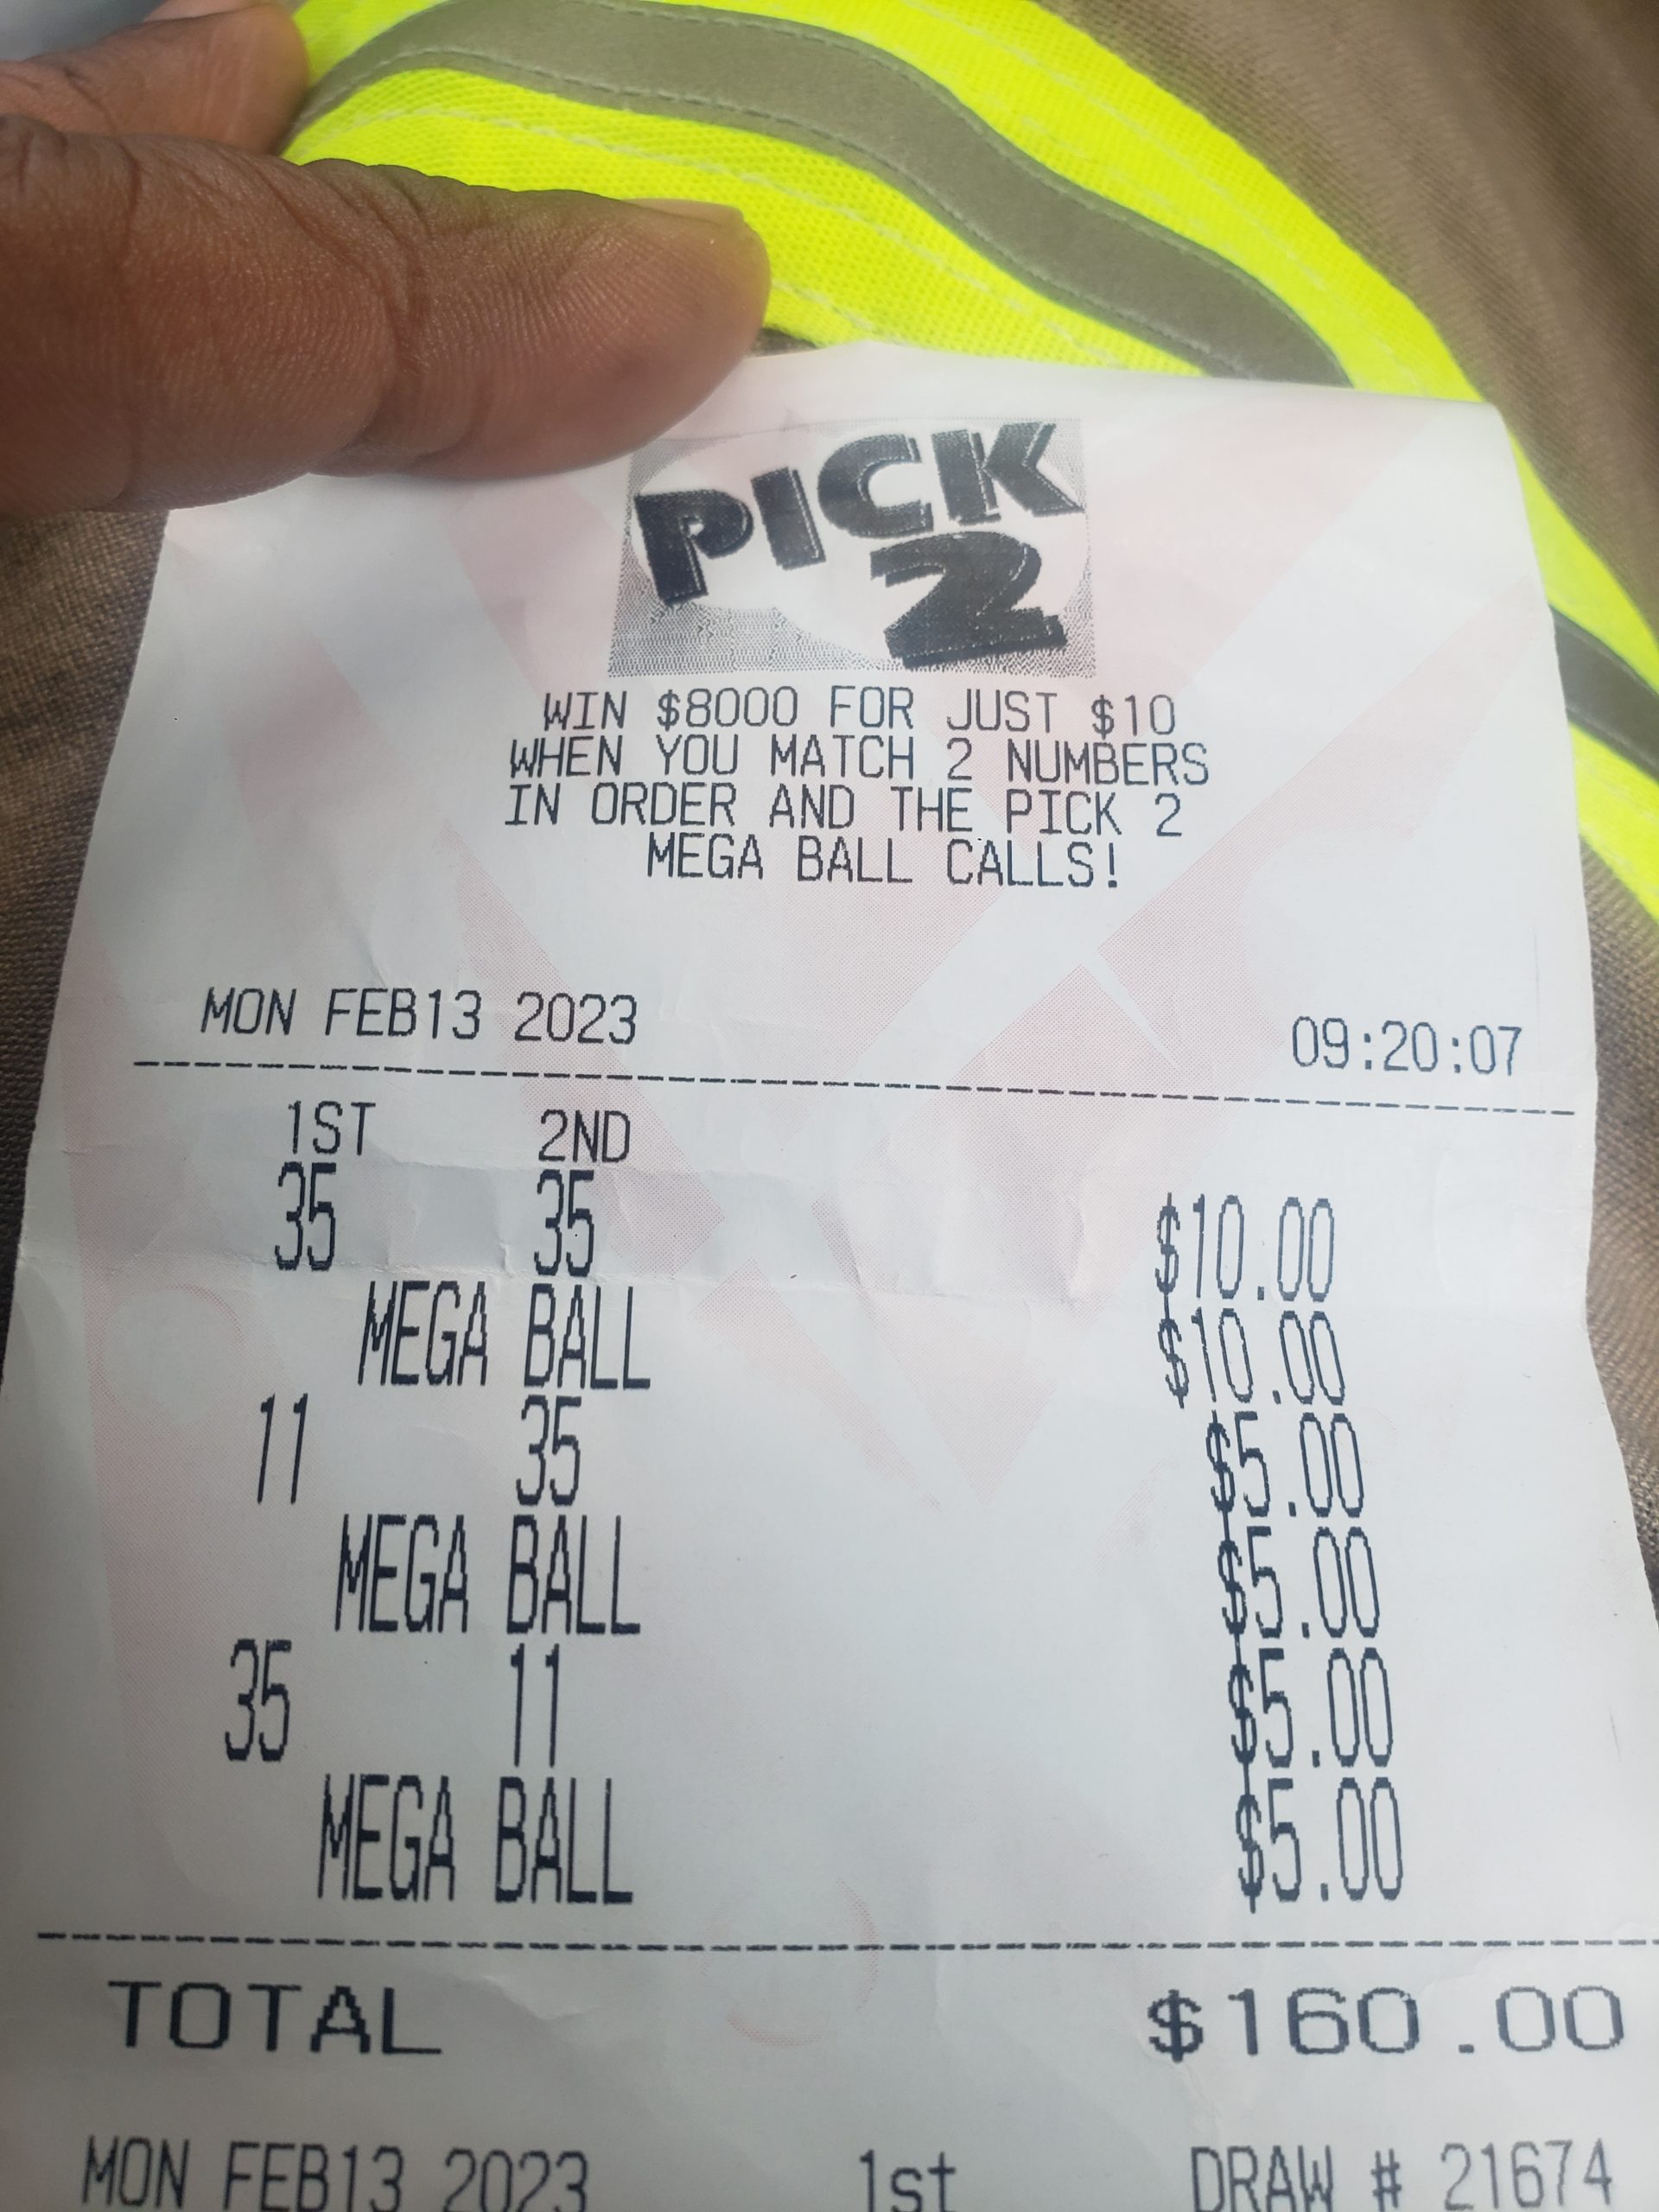 PICK
2
WIN $8000 FOR JUST $10
WHEN YOU MATCH 2 NUMBERS
IN ORDER AND THE PICK 2
MEGA BALL CALLS!
MON FEB13 2023 09:20:07
1ST 2ND
35 35 $10.00
MEGA BALL $10.00
11 35 $5.00
MEGA BALL $5.00
35 11 $5.00
MEGA BALL $5.00
TOTAL $160.00
MON FEB13 2023 1st DRAW # 21674